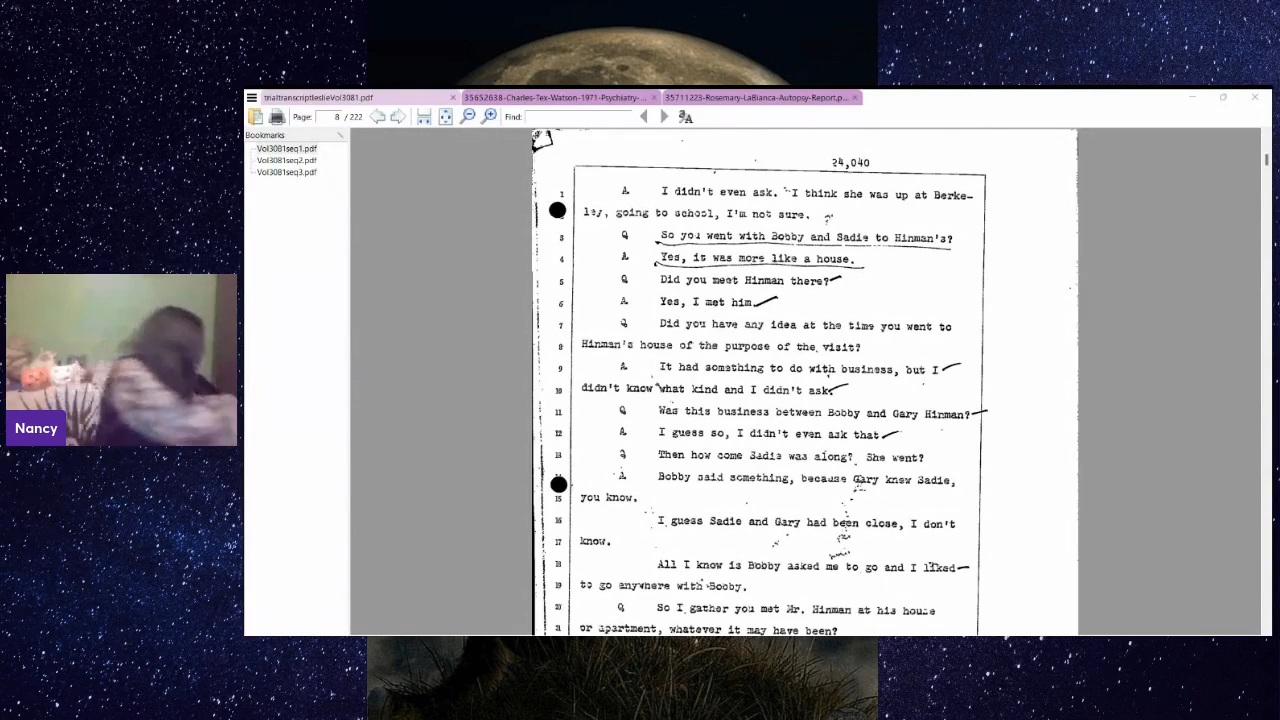 trialtranscriptleslieVol3081.pdf
35652638-Charles-Tex-Watson-1971-Psychiatry-...
35711223-Rosemary-LaBianca-Autopsy-Report.p...
Page: 8 / 222
Find:
Bookmarks
Vol3081seq1.pdf
Vol3081seq2.pdf
Vol3081seq3.pdf
Nancy
24,040
1 A. I didn't even ask. I think she was up at Berke-
ley, going to school, I'm not sure.
3 Q So you went with Bobby and Sadie to Hinman's?
4 A. Yes, it was more like a house.
5 Q Did you meet Hinman there?
6 A. Yes, I met him.
7 Q Did you have any idea at the time you went to
8 Hinman's house of the purpose of the visit?
9 A It had something to do with business, but I
10 didn't know what kind and I didn't ask.
11 Q Was this business between Bobby and Gary Hinman?
12 A. I guess so, I didn't even ask that.
13 Q Then how come Sadie was along? She went?
14 A. Bobby said something, because Gary knew Sadie,
15 you know.
16 I guess Sadie and Gary had been close, I don't
17 know.
18 All I know is Bobby asked me to go and I liked
19 to go anywhere with Bobby.
20 Q So I gather you met Mr. Hinman at his house
21 or apartment, whatever it may have been?